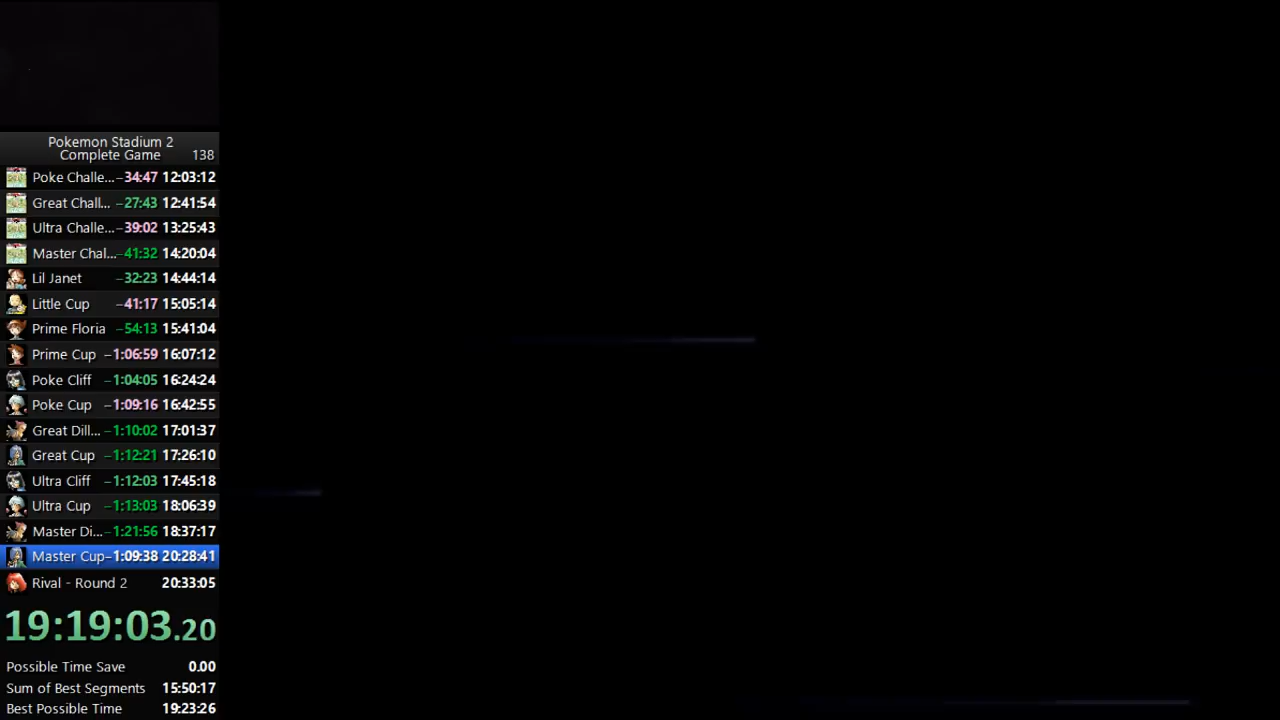 Pokemon Stadium 2
Complete Game 138
Poke Challe... −34:47 12:03:12
Great Chall... −27:43 12:41:54
Ultra Challe... −39:02 13:25:43
Master Chal... −41:32 14:20:04
Lil Janet −32:23 14:44:14
Little Cup −41:17 15:05:14
Prime Floria −54:13 15:41:04
Prime Cup −1:06:59 16:07:12
Poke Cliff −1:04:05 16:24:24
Poke Cup −1:09:16 16:42:55
Great Dill... −1:10:02 17:01:37
Great Cup −1:12:21 17:26:10
Ultra Cliff −1:12:03 17:45:18
Ultra Cup −1:13:03 18:06:39
Master Di... −1:21:56 18:37:17
Master Cup −1:09:38 20:28:41
Rival - Round 2 20:33:05
19:19:03.20
Possible Time Save 0.00
Sum of Best Segments 15:50:17
Best Possible Time 19:23:26